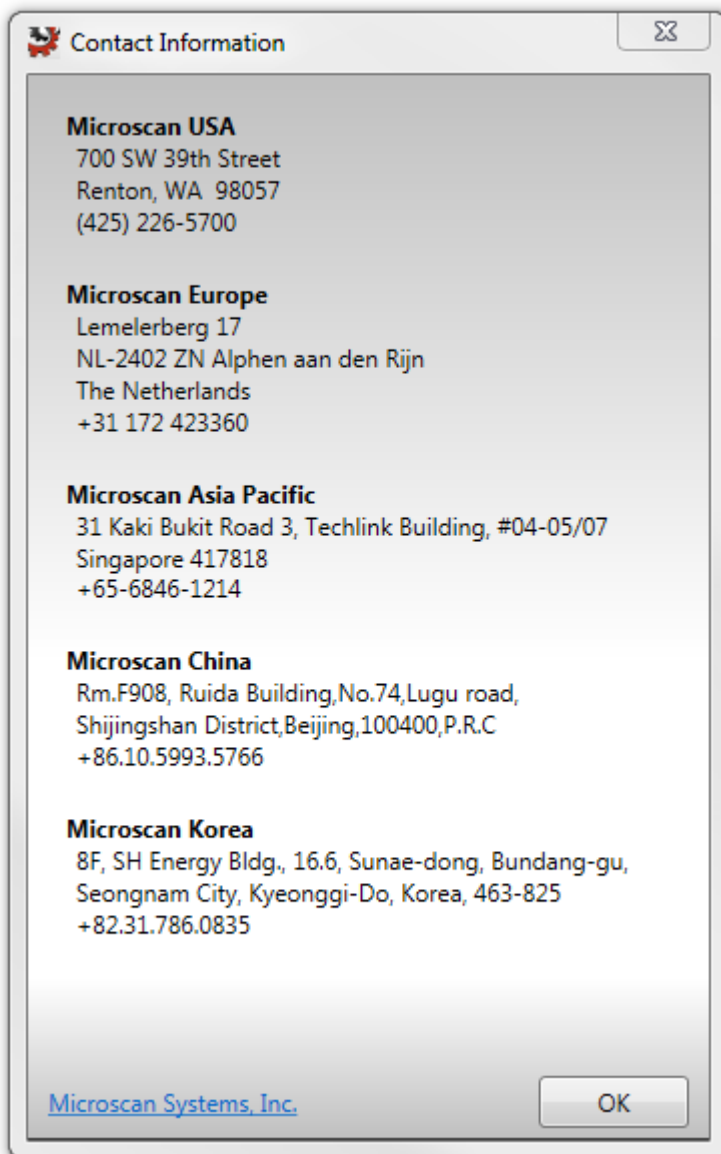 Contact Information
Microscan USA
700 SW 39th Street
Renton, WA  98057
(425) 226-5700
Microscan Europe
Lemelerberg 17
NL-2402 ZN Alphen aan den Rijn
The Netherlands
+31 172 423360
Microscan Asia Pacific
31 Kaki Bukit Road 3, Techlink Building, #04-05/07
Singapore 417818
+65-6846-1214
Microscan China
Rm.F908, Ruida Building,No.74,Lugu road,
Shijingshan District,Beijing,100400,P.R.C
+86.10.5993.5766
Microscan Korea
8F, SH Energy Bldg., 16.6, Sunae-dong, Bundang-gu,
Seongnam City, Kyeonggi-Do, Korea, 463-825
+82.31.786.0835
Microscan Systems, Inc.
OK